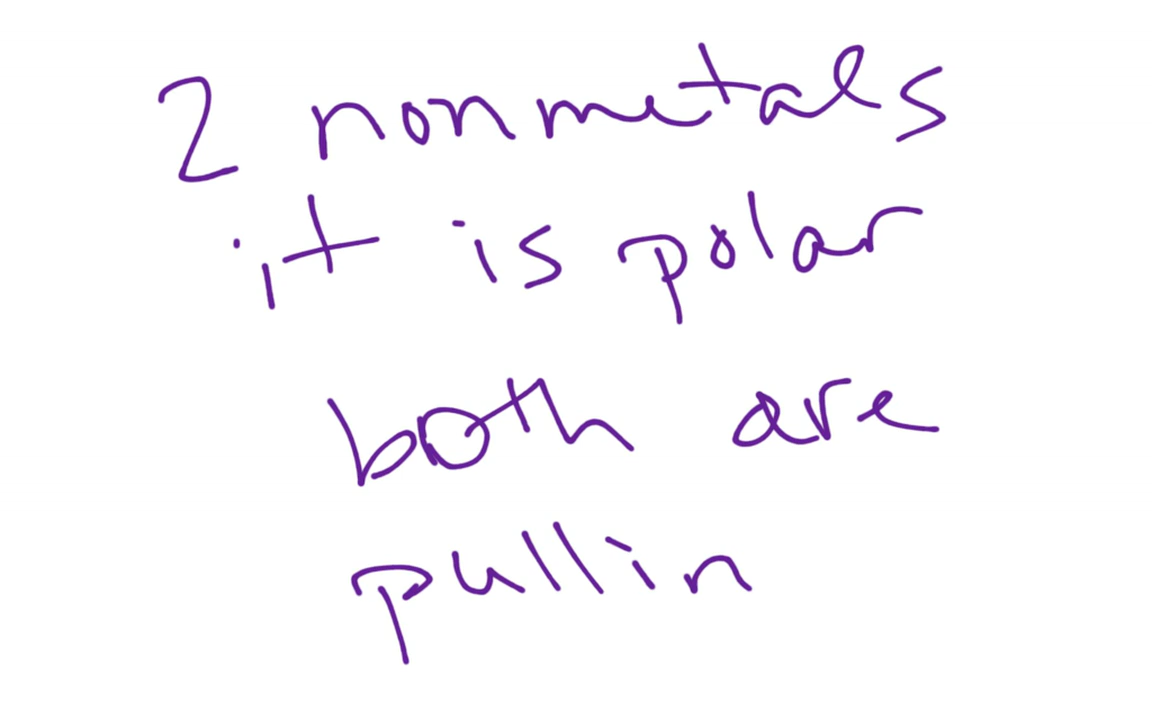 2 nonmetals
it is polar
both are
pullin